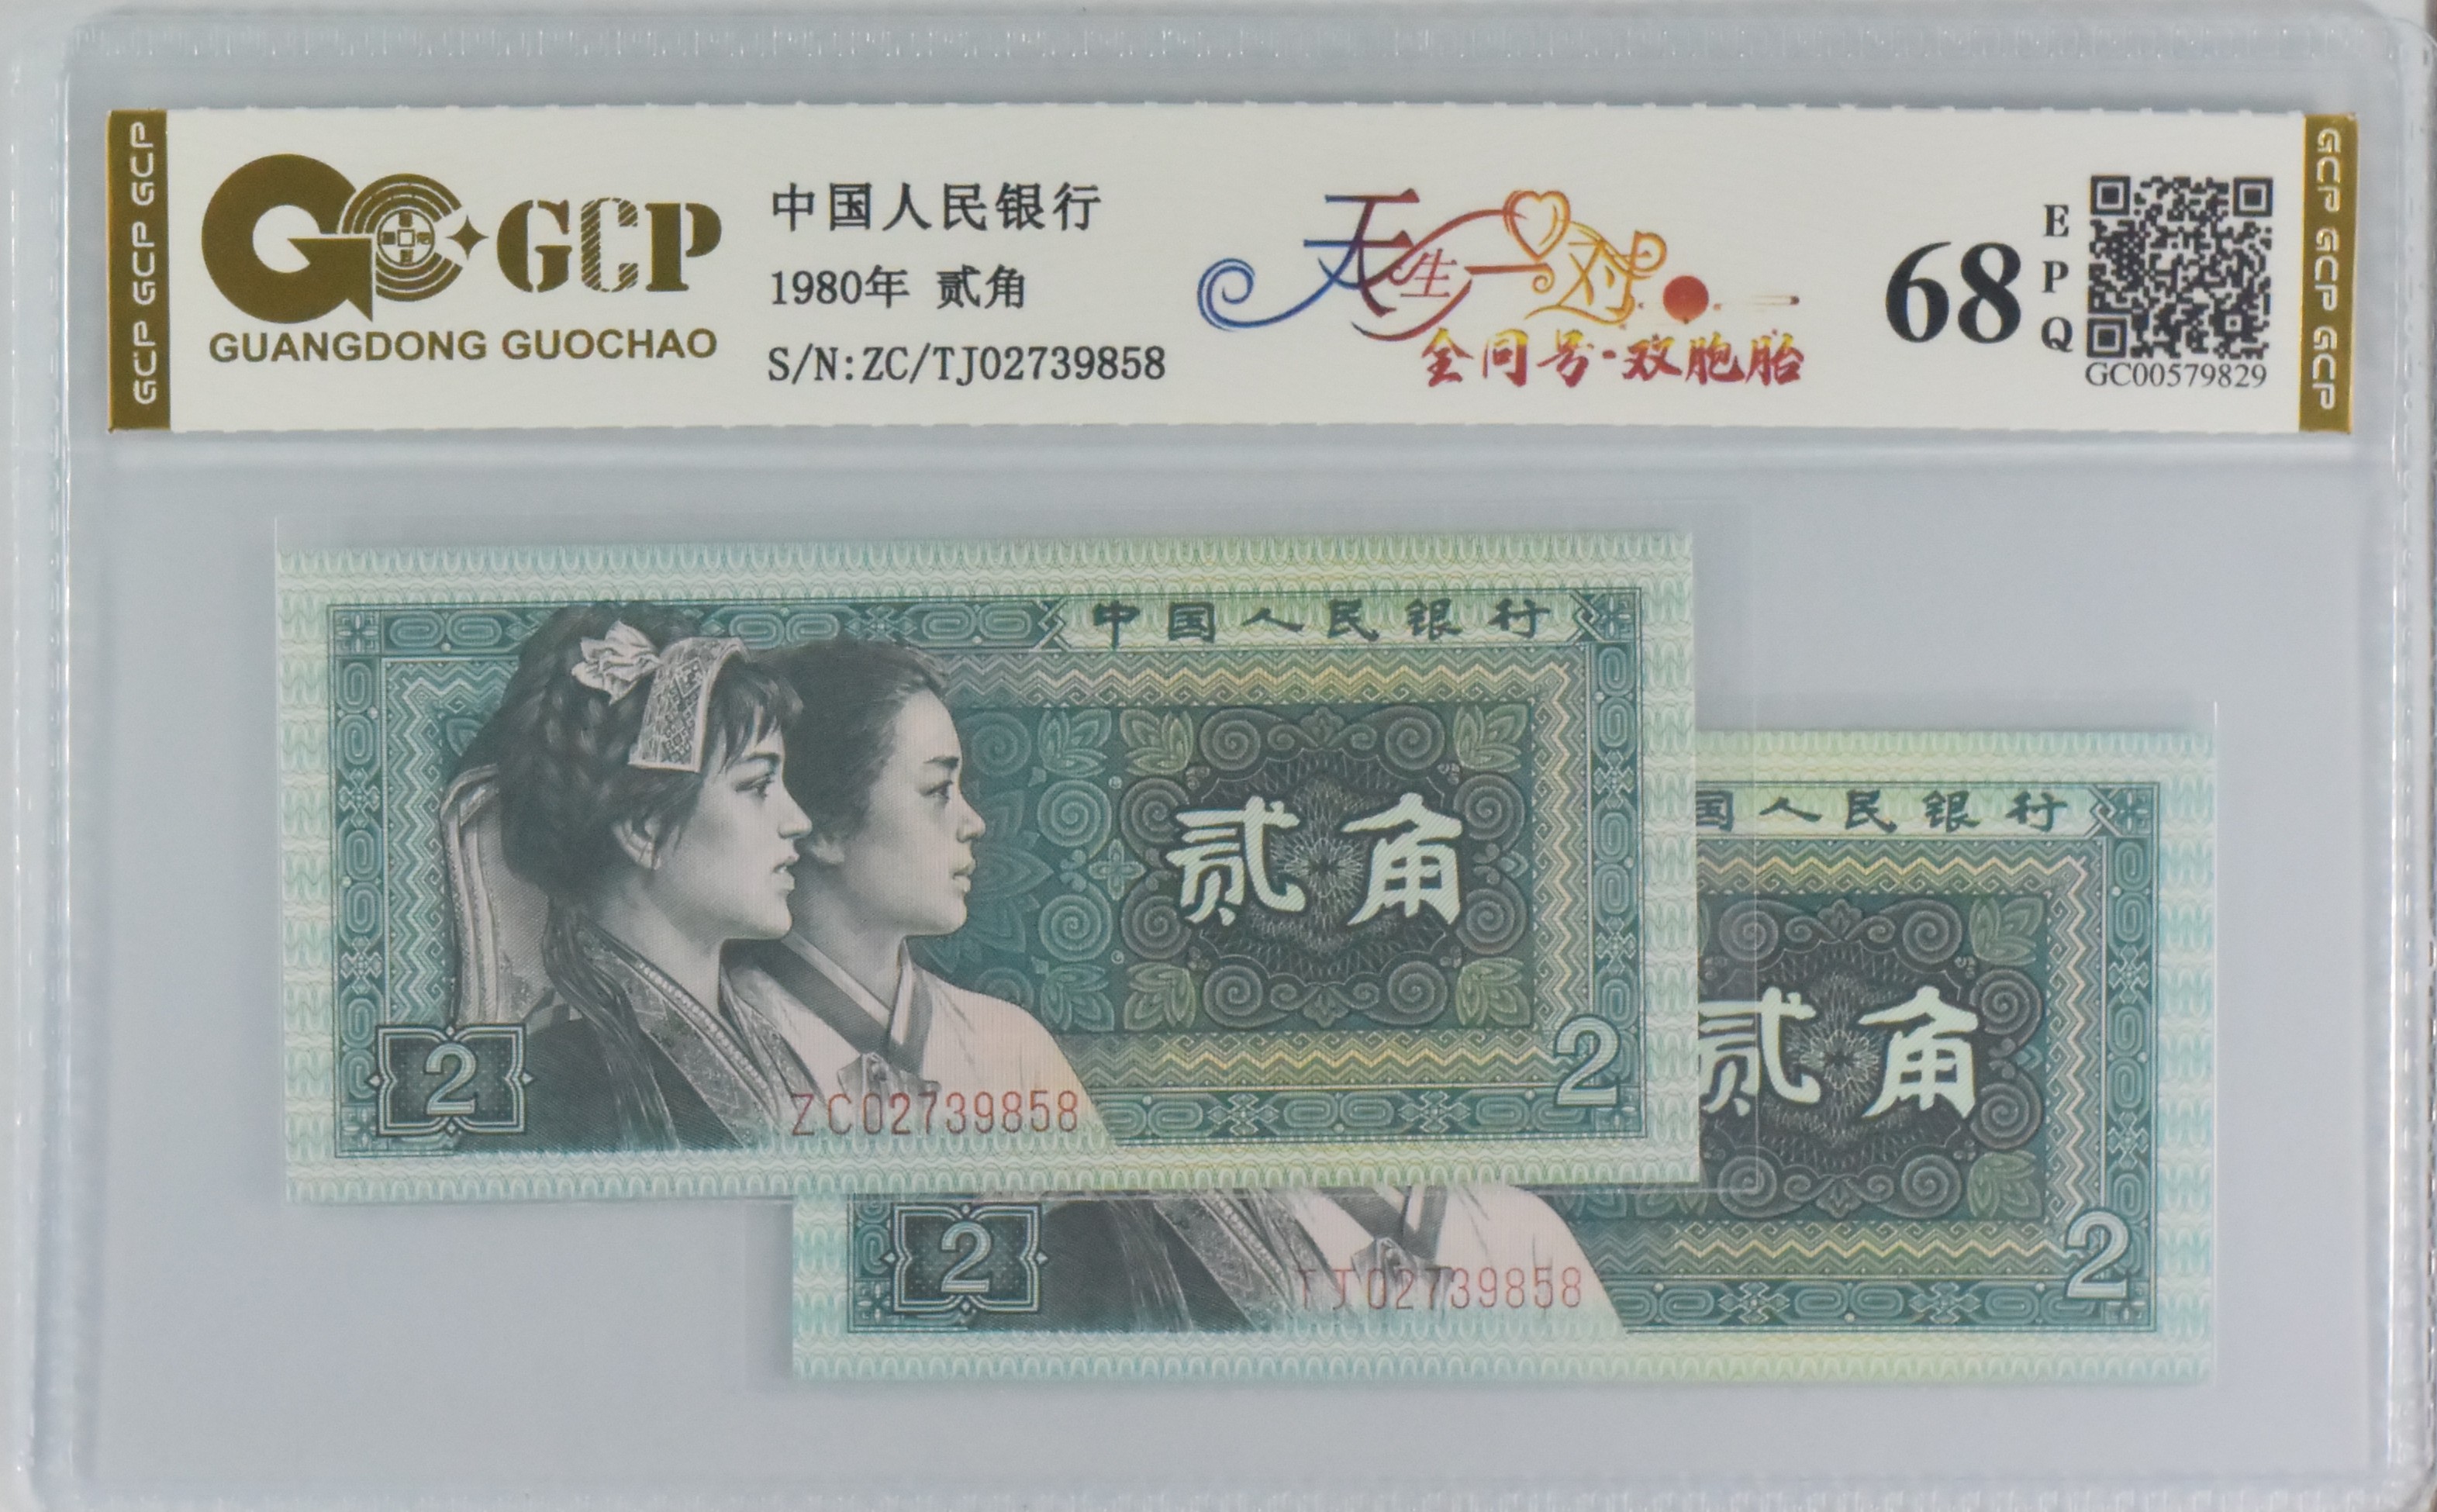 GCP GCP GCP
GCP
GUANGDONG GUOCHAO
中国人民银行
1980年 贰角
S/N:ZC/TJ02739858
天生一对
全同号·双胞胎
68
EPQ
GC00579829
GCP GCP GCP
中国人民银行
贰角
2
2
ZC02739858
国人民银行
贰角
2
2
TJ02739858